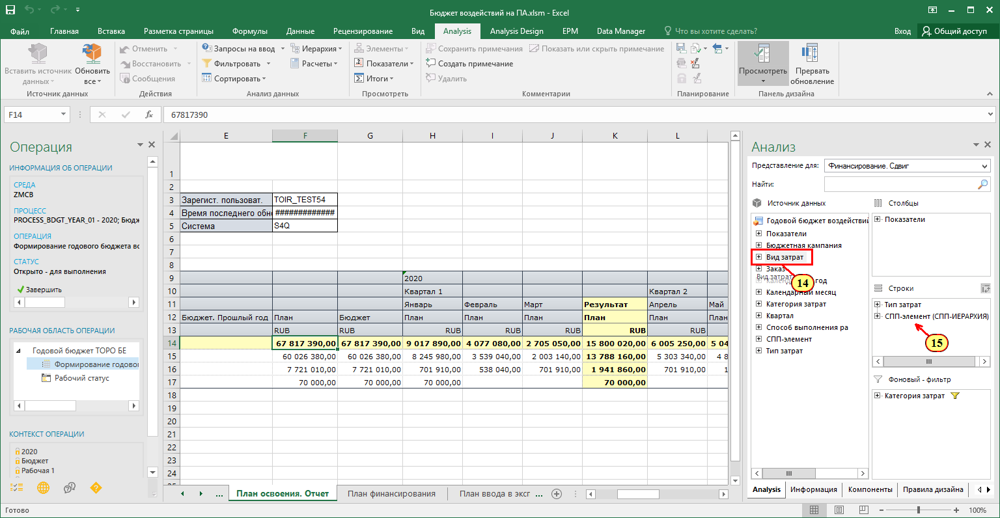 Бюджет воздействий на ПА.xlsm - Excel
Файл Главная Вставка Разметка страницы Формулы Данные Рецензирование Вид Analysis Analysis Design EPM Data Manager Что вы хотите сделать? Вход Общий доступ
Вставить источник данных
Обновить все
Источник данных
Отменить
Восстановить
Сообщения
Действия
Запросы на ввод
Фильтровать
Сортировать
Иерархия
Расчеты
Анализ данных
Элементы
Показатели
Итоги
Просмотреть
Сохранить примечания
Показать или скрыть примечание
Создать примечание
Удалить
Комментарии
Планирование
Просмотреть
Прервать обновление
Панель дизайна
F14 fx 67817390
Операция
ИНФОРМАЦИЯ ОБ ОПЕРАЦИИ
СРЕДА
ZMCB
ПРОЦЕСС
PROCESS_BDGT_YEAR_01 - 2020; Бюдж
ОПЕРАЦИЯ
Формирование годового бюджета вс
СТАТУС
Открыто - для выполнения
Завершить
РАБОЧАЯ ОБЛАСТЬ ОПЕРАЦИИ
Годовой бюджет ТОРО БЕ
Формирование годовог
Рабочий статус
КОНТЕКСТ ОПЕРАЦИИ
2020
Бюджет
Рабочая 1
E F G H I J K L
1
2
3 Зарегист. пользоват. TOIR_TEST54
4 Время последнего обно #############
5 Система S4Q
6
7
8
9 2020
10 Квартал 1 Квартал 2
11 Январь Февраль Март Результат Апрель Май
12 Бюджет. Прошлый год План Бюджет План План План План План План
13 RUB RUB RUB RUB RUB RUB RUB
14 67 817 390,00 67 817 390,00 9 017 890,00 4 077 080,00 2 705 050,00 15 800 020,00 6 005 250,00 5 04
15 60 026 380,00 60 026 380,00 8 245 980,00 3 539 040,00 2 003 140,00 13 788 160,00 5 303 340,00 4 8
16 7 721 010,00 7 721 010,00 701 910,00 538 040,00 701 910,00 1 941 860,00 701 910,00 1
17 70 000,00 70 000,00 70 000,00 70 000,00
18
19
20
21
22
23
24
... План освоения. Отчет План финансирования План ввода в эксг ...
Анализ
Представление для: Финансирование. Сдвиг
Найти:
Источник данных
Годовой бюджет воздействий
Показатели
Бюджетная кампания
Вид затрат
Заказ
Вид затрат
год
14
Календарный месяц
Категория затрат
Квартал
Способ выполнения ра
СПП-элемент
Тип затрат
Столбцы
Показатели
Строки
Тип затрат
СПП-элемент (СПП-ИЕРАРХИЯ)
15
Фоновый - фильтр
Категория затрат
Analysis Информация Компоненты Правила дизайна
Готово
100%